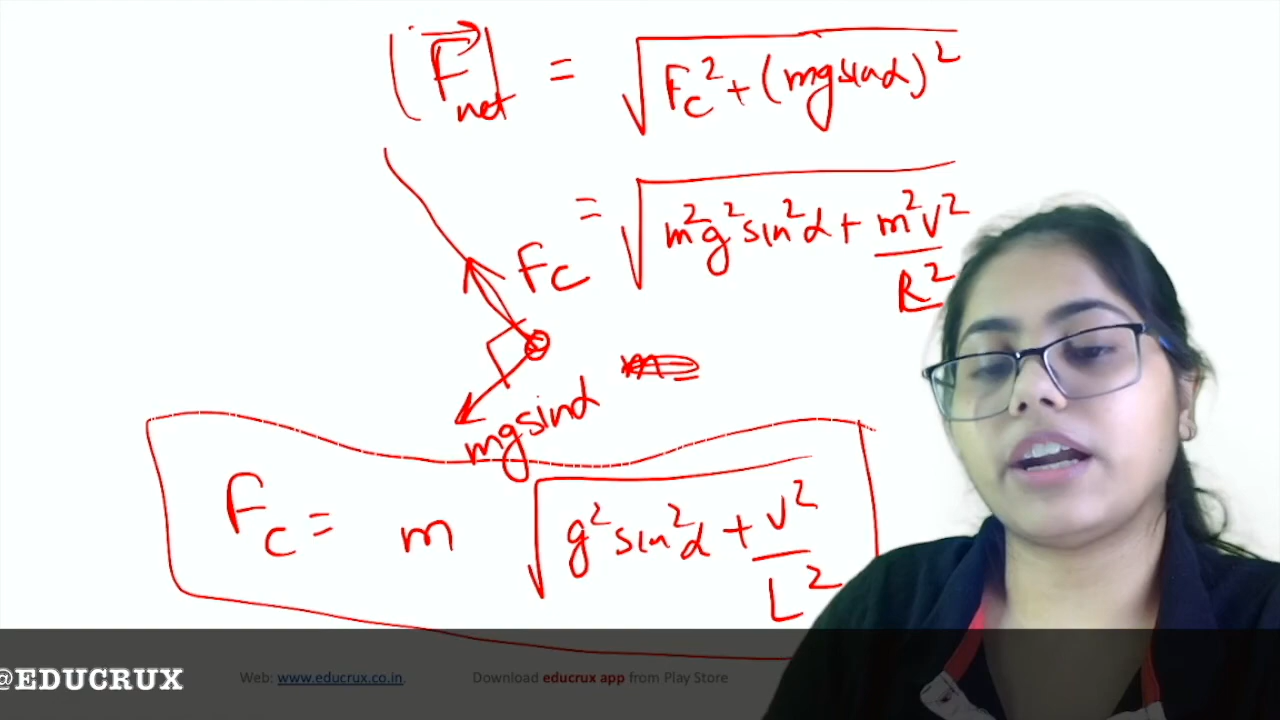 |F⃗net| = √(Fc² + (mg sinα)²)
= √(m²g² sin²α + m²v²/R²)
Fc
mg sinα
Fc = m √(g² sin²α + v²/L²)
@EDUCRUX
Web: www.educrux.co.in, Download educrux app from Play Store